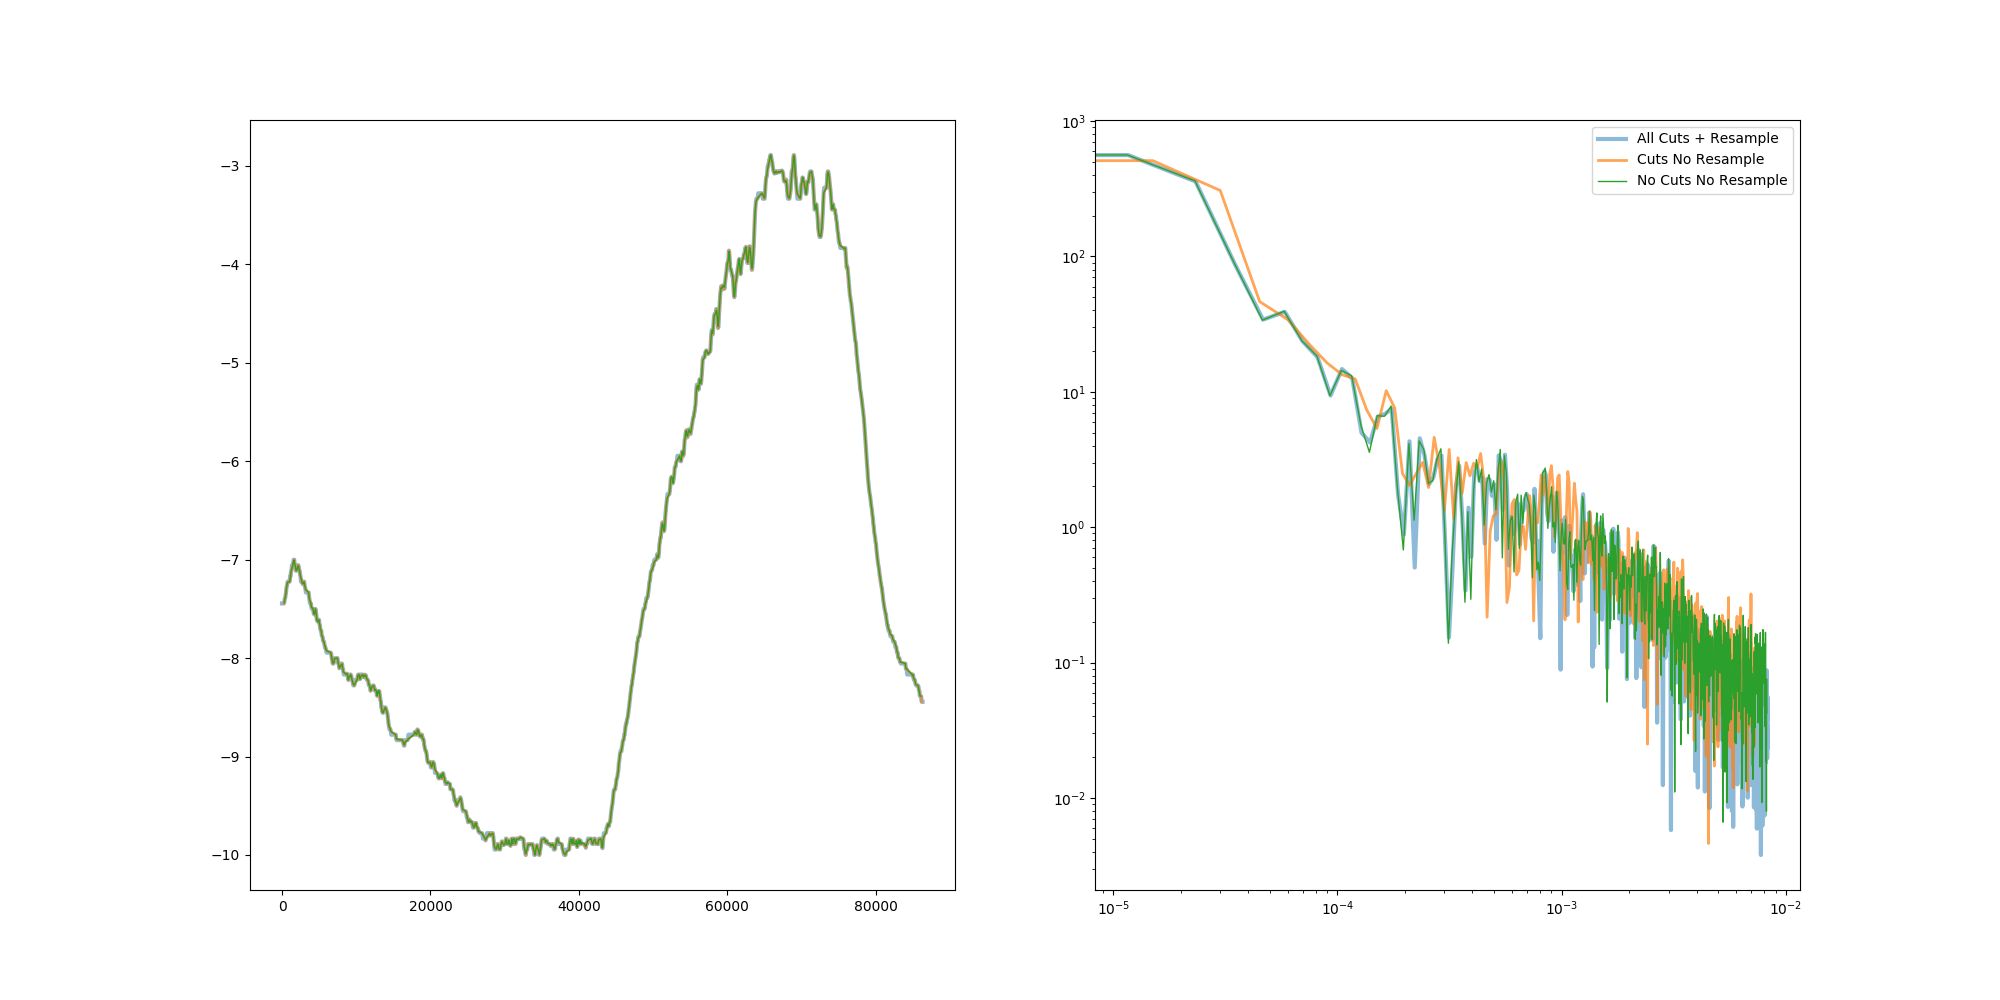 −3
−4
−5
−6
−7
−8
−9
−10
0 20000 40000 60000 80000
10³
10²
10¹
10⁰
10⁻¹
10⁻²
10⁻⁵ 10⁻⁴ 10⁻³ 10⁻²
All Cuts + Resample
Cuts No Resample
No Cuts No Resample